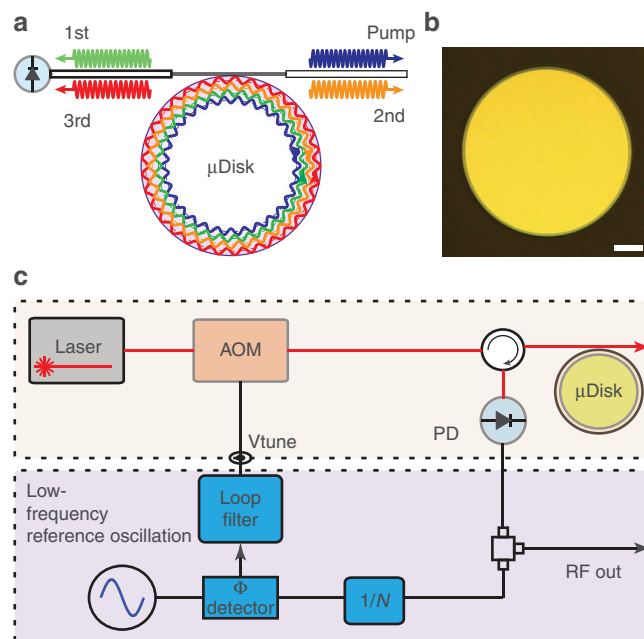 a
1st
Pump
3rd
2nd
μDisk
b
c
Laser
AOM
μDisk
PD
Vtune
Low-
frequency
reference oscillation
Loop
filter
Φ
detector
1/N
RF out